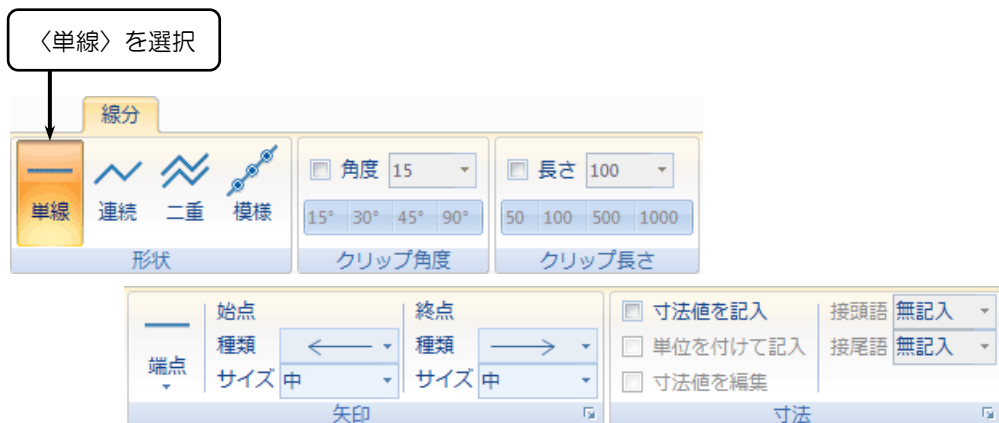 〈単線〉を選択
線分
単線 連続 二重 模様
形状
角度 15
15° 30° 45° 90°
クリップ角度
長さ 100
50 100 500 1000
クリップ長さ
端点
始点
種類
サイズ 中
終点
種類
サイズ 中
矢印
寸法値を記入
単位を付けて記入
寸法値を編集
接頭語 無記入
接尾語 無記入
寸法